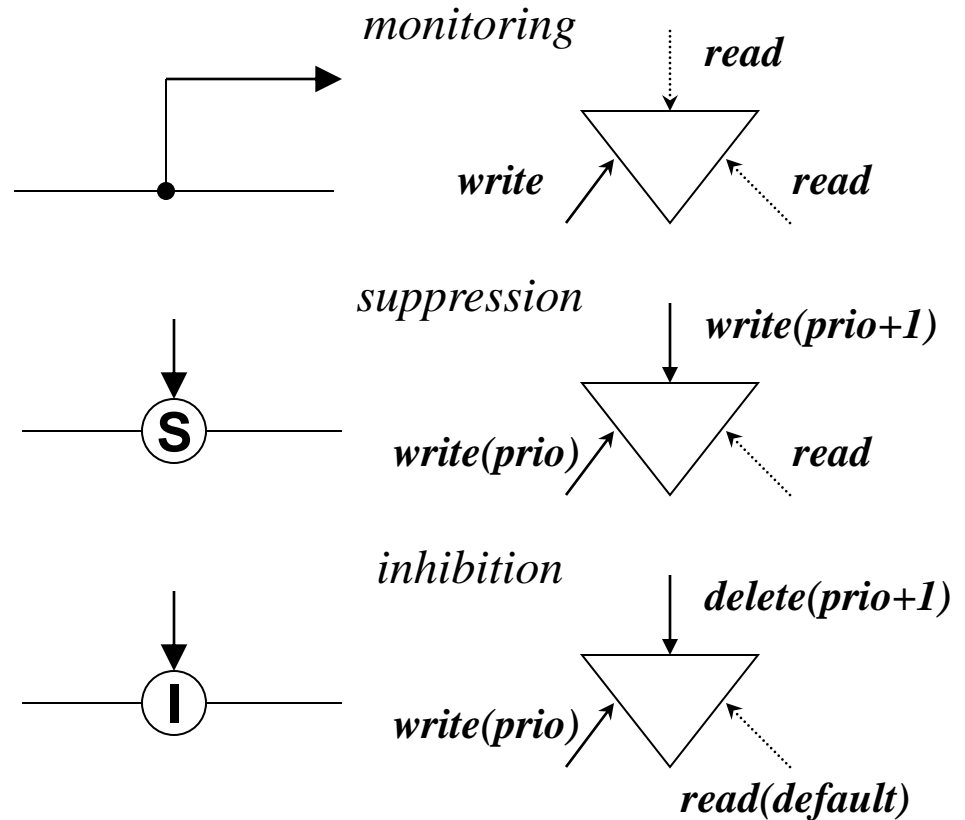 monitoring
read
write
read
suppression
write(prio+1)
S
write(prio)
read
inhibition
delete(prio+1)
I
write(prio)
read(default)